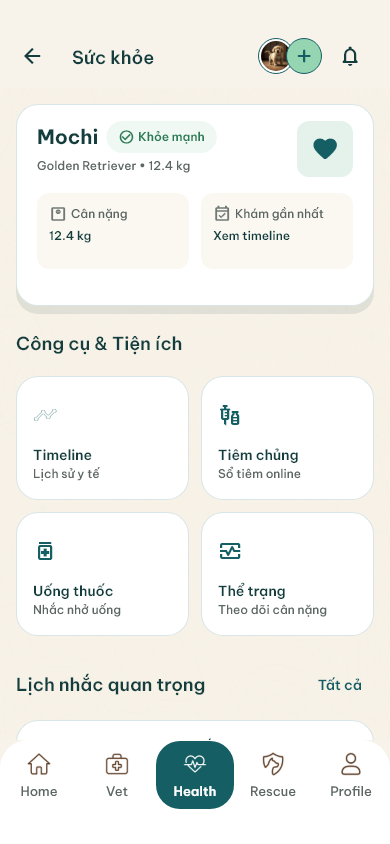 Sức khỏe
Mochi
Khỏe mạnh
Golden Retriever • 12.4 kg
Cân nặng
12.4 kg
Khám gần nhất
Xem timeline
Công cụ & Tiện ích
Timeline
Lịch sử y tế
Tiêm chủng
Sổ tiêm online
Uống thuốc
Nhắc nhở uống
Thể trạng
Theo dõi cân nặng
Lịch nhắc quan trọng
Tất cả
Home
Vet
Health
Rescue
Profile